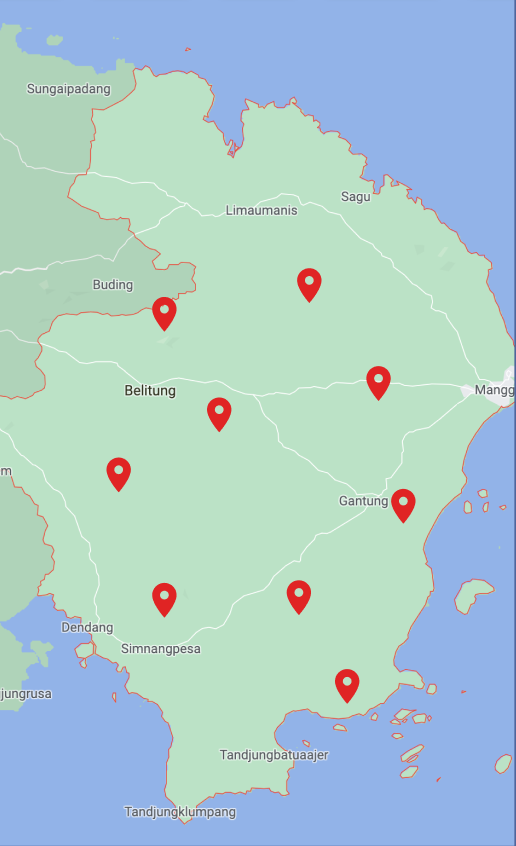 Sungaipadang
Sagu
Limaumanis
Buding
Belitung
Mangg
m
Gantung
Dendang
Simnangpesa
jungrusa
Tandjungbatuaajer
Tandjungklumpang